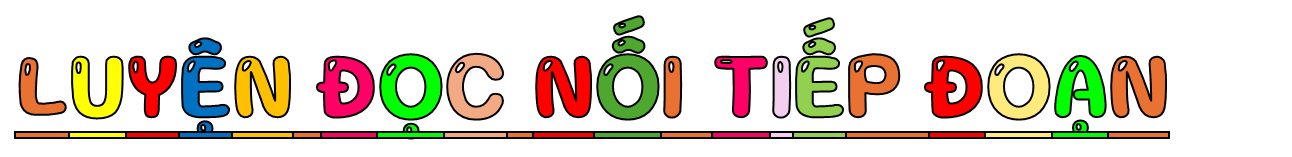 LUYỆN ĐỌC NỐI TIẾP ĐOẠN